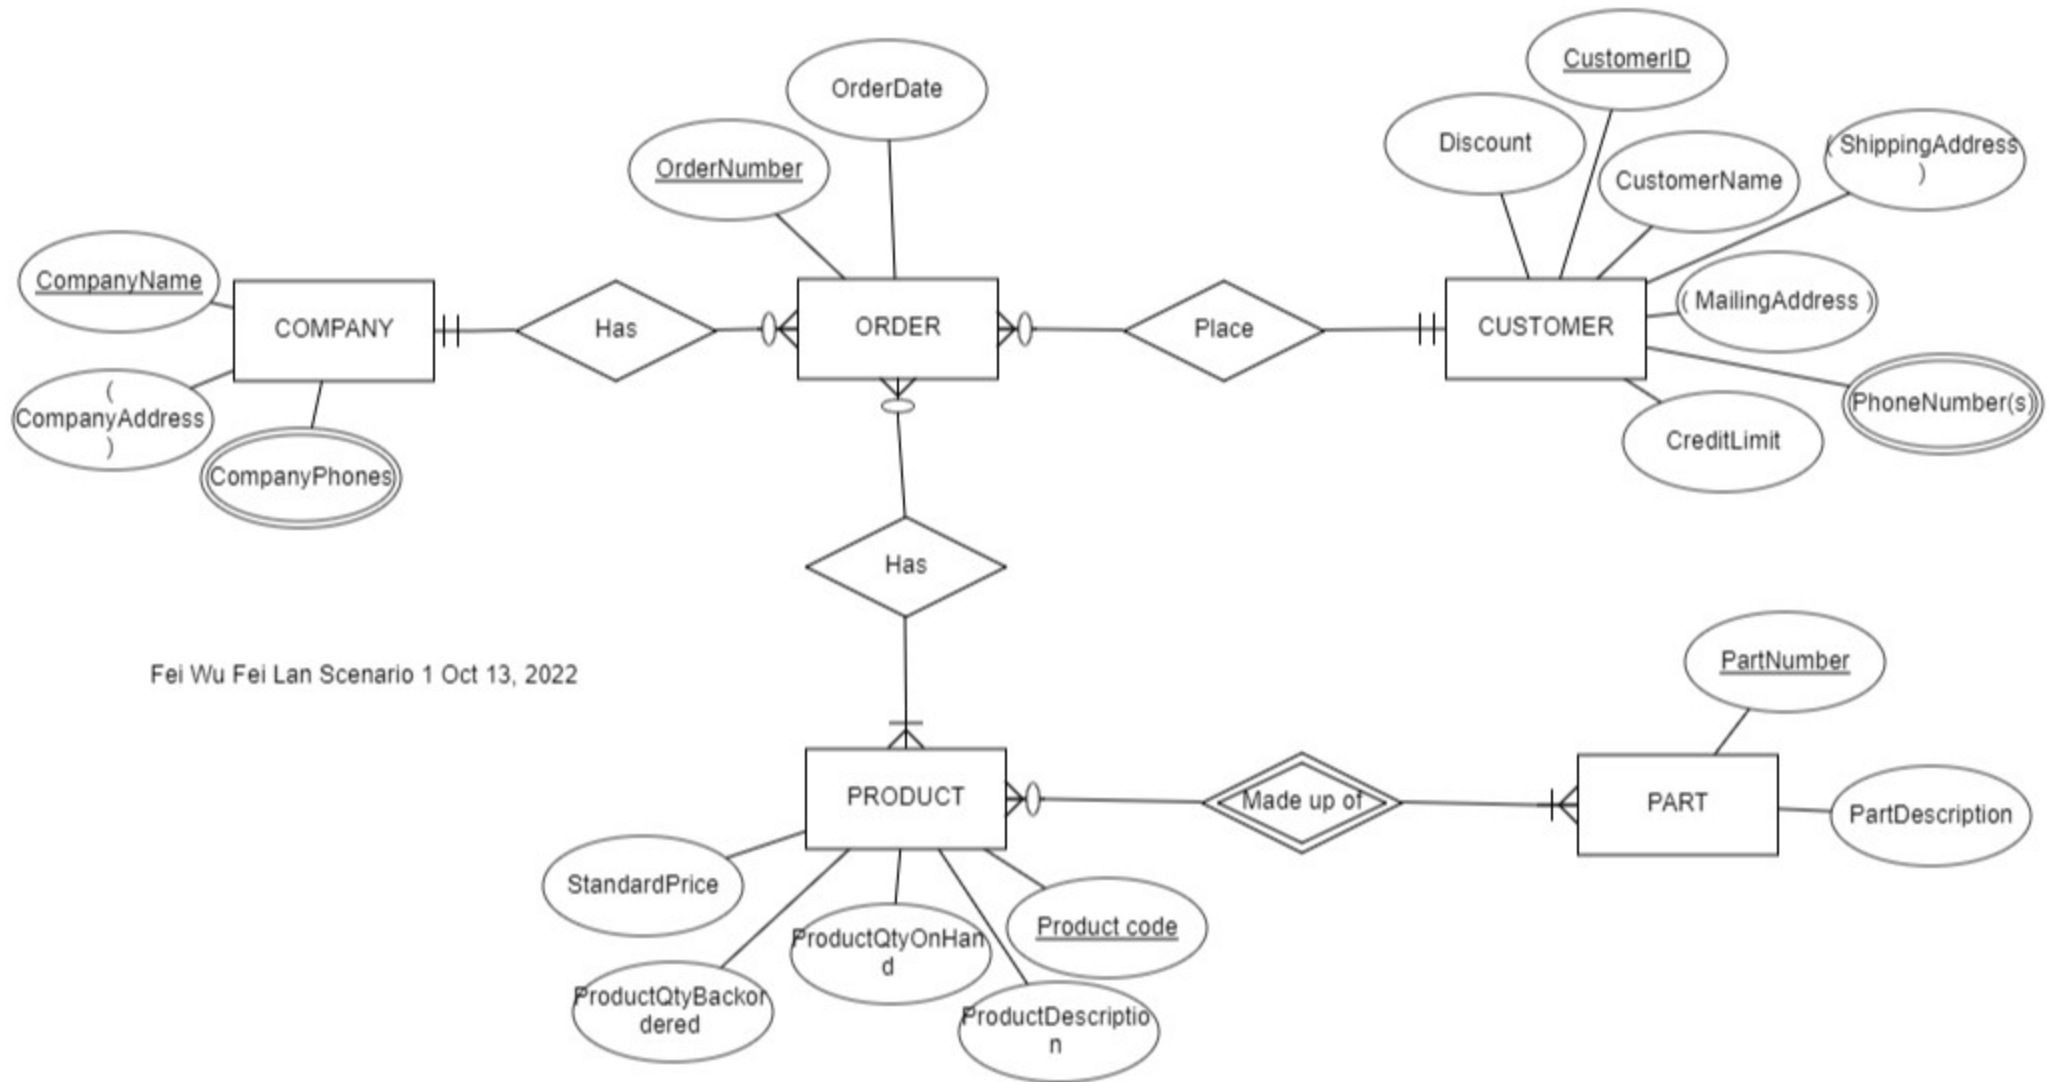 CustomerID
OrderDate
Discount
( ShippingAddress
)
OrderNumber
CustomerName
CompanyName
( MailingAddress )
COMPANY
Has
ORDER
Place
CUSTOMER
(
CompanyAddress
)
PhoneNumber(s)
CreditLimit
CompanyPhones
Has
Fei Wu Fei Lan Scenario 1 Oct 13, 2022
PartNumber
PRODUCT
Made up of
PART
PartDescription
StandardPrice
ProductQtyOnHan
d
Product code
ProductQtyBackor
dered
ProductDescriptio
n